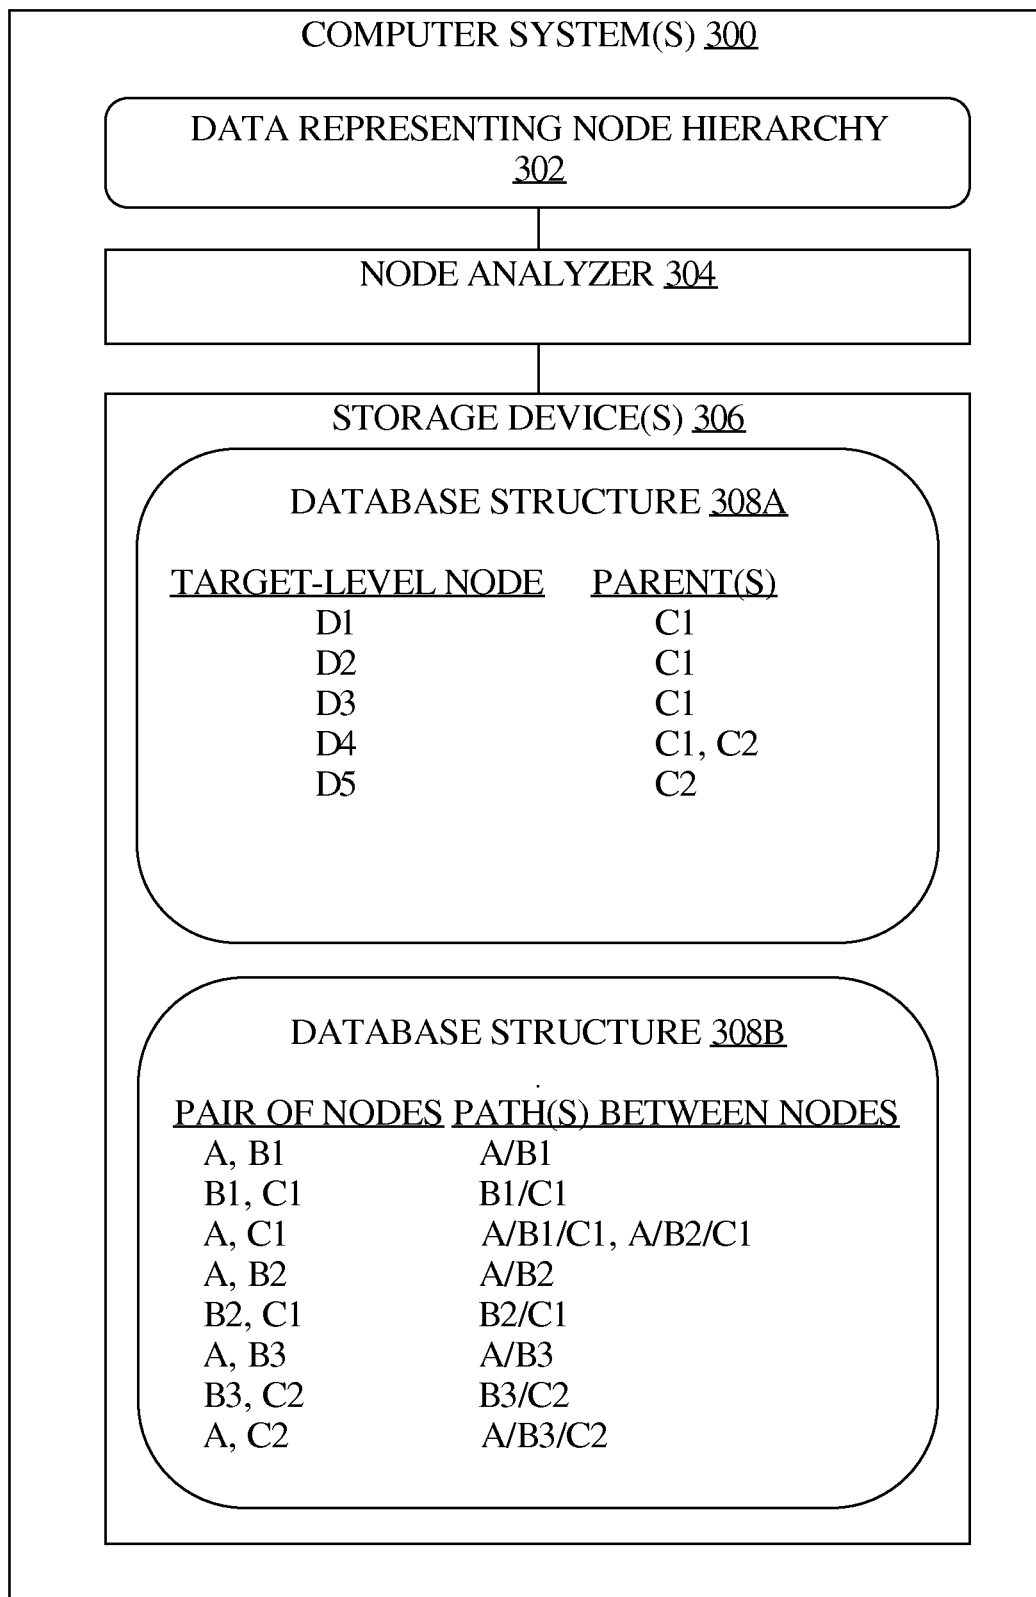 COMPUTER SYSTEM(S) 300
DATA REPRESENTING NODE HIERARCHY
302
NODE ANALYZER 304
STORAGE DEVICE(S) 306
DATABASE STRUCTURE 308A
TARGET-LEVEL NODE PARENT(S)
D1 C1
D2 C1
D3 C1
D4 C1, C2
D5 C2
DATABASE STRUCTURE 308B
PAIR OF NODES PATH(S) BETWEEN NODES
A, B1 A/B1
B1, C1 B1/C1
A, C1 A/B1/C1, A/B2/C1
A, B2 A/B2
B2, C1 B2/C1
A, B3 A/B3
B3, C2 B3/C2
A, C2 A/B3/C2